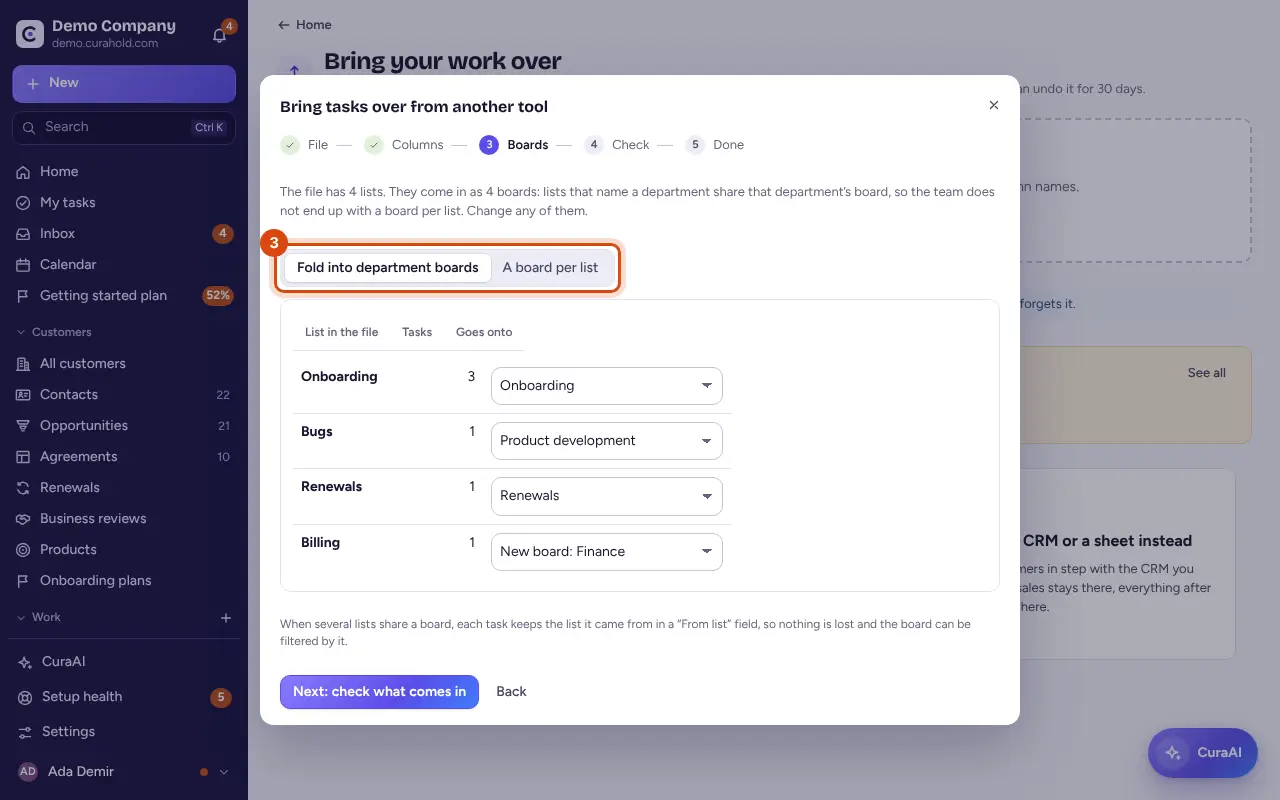 Demo Company
demo.curahold.com
4
New
Search
Ctrl K
Home
My tasks
Inbox
4
Calendar
Getting started plan
52%
Customers
All customers
Contacts
22
Opportunities
21
Agreements
10
Renewals
Business reviews
Products
Onboarding plans
Work
CuraAI
Setup health
5
Settings
AD
Ada Demir
Home
Bring your work over
undo it for 30 days.
names.
forgets it.
See all
CRM or a sheet instead
in step with the CRM you
stays there, everything after
here.
CuraAI
Bring tasks over from another tool
File
Columns
3
Boards
4
Check
5
Done
The file has 4 lists. They come in as 4 boards: lists that name a department share that department's board, so the team does
not end up with a board per list. Change any of them.
3
Fold into department boards
A board per list
List in the file
Tasks
Goes onto
Onboarding
3
Onboarding
Bugs
1
Product development
Renewals
1
Renewals
Billing
1
New board: Finance
When several lists share a board, each task keeps the list it came from in a “From list” field, so nothing is lost and the board can be
filtered by it.
Next: check what comes in
Back